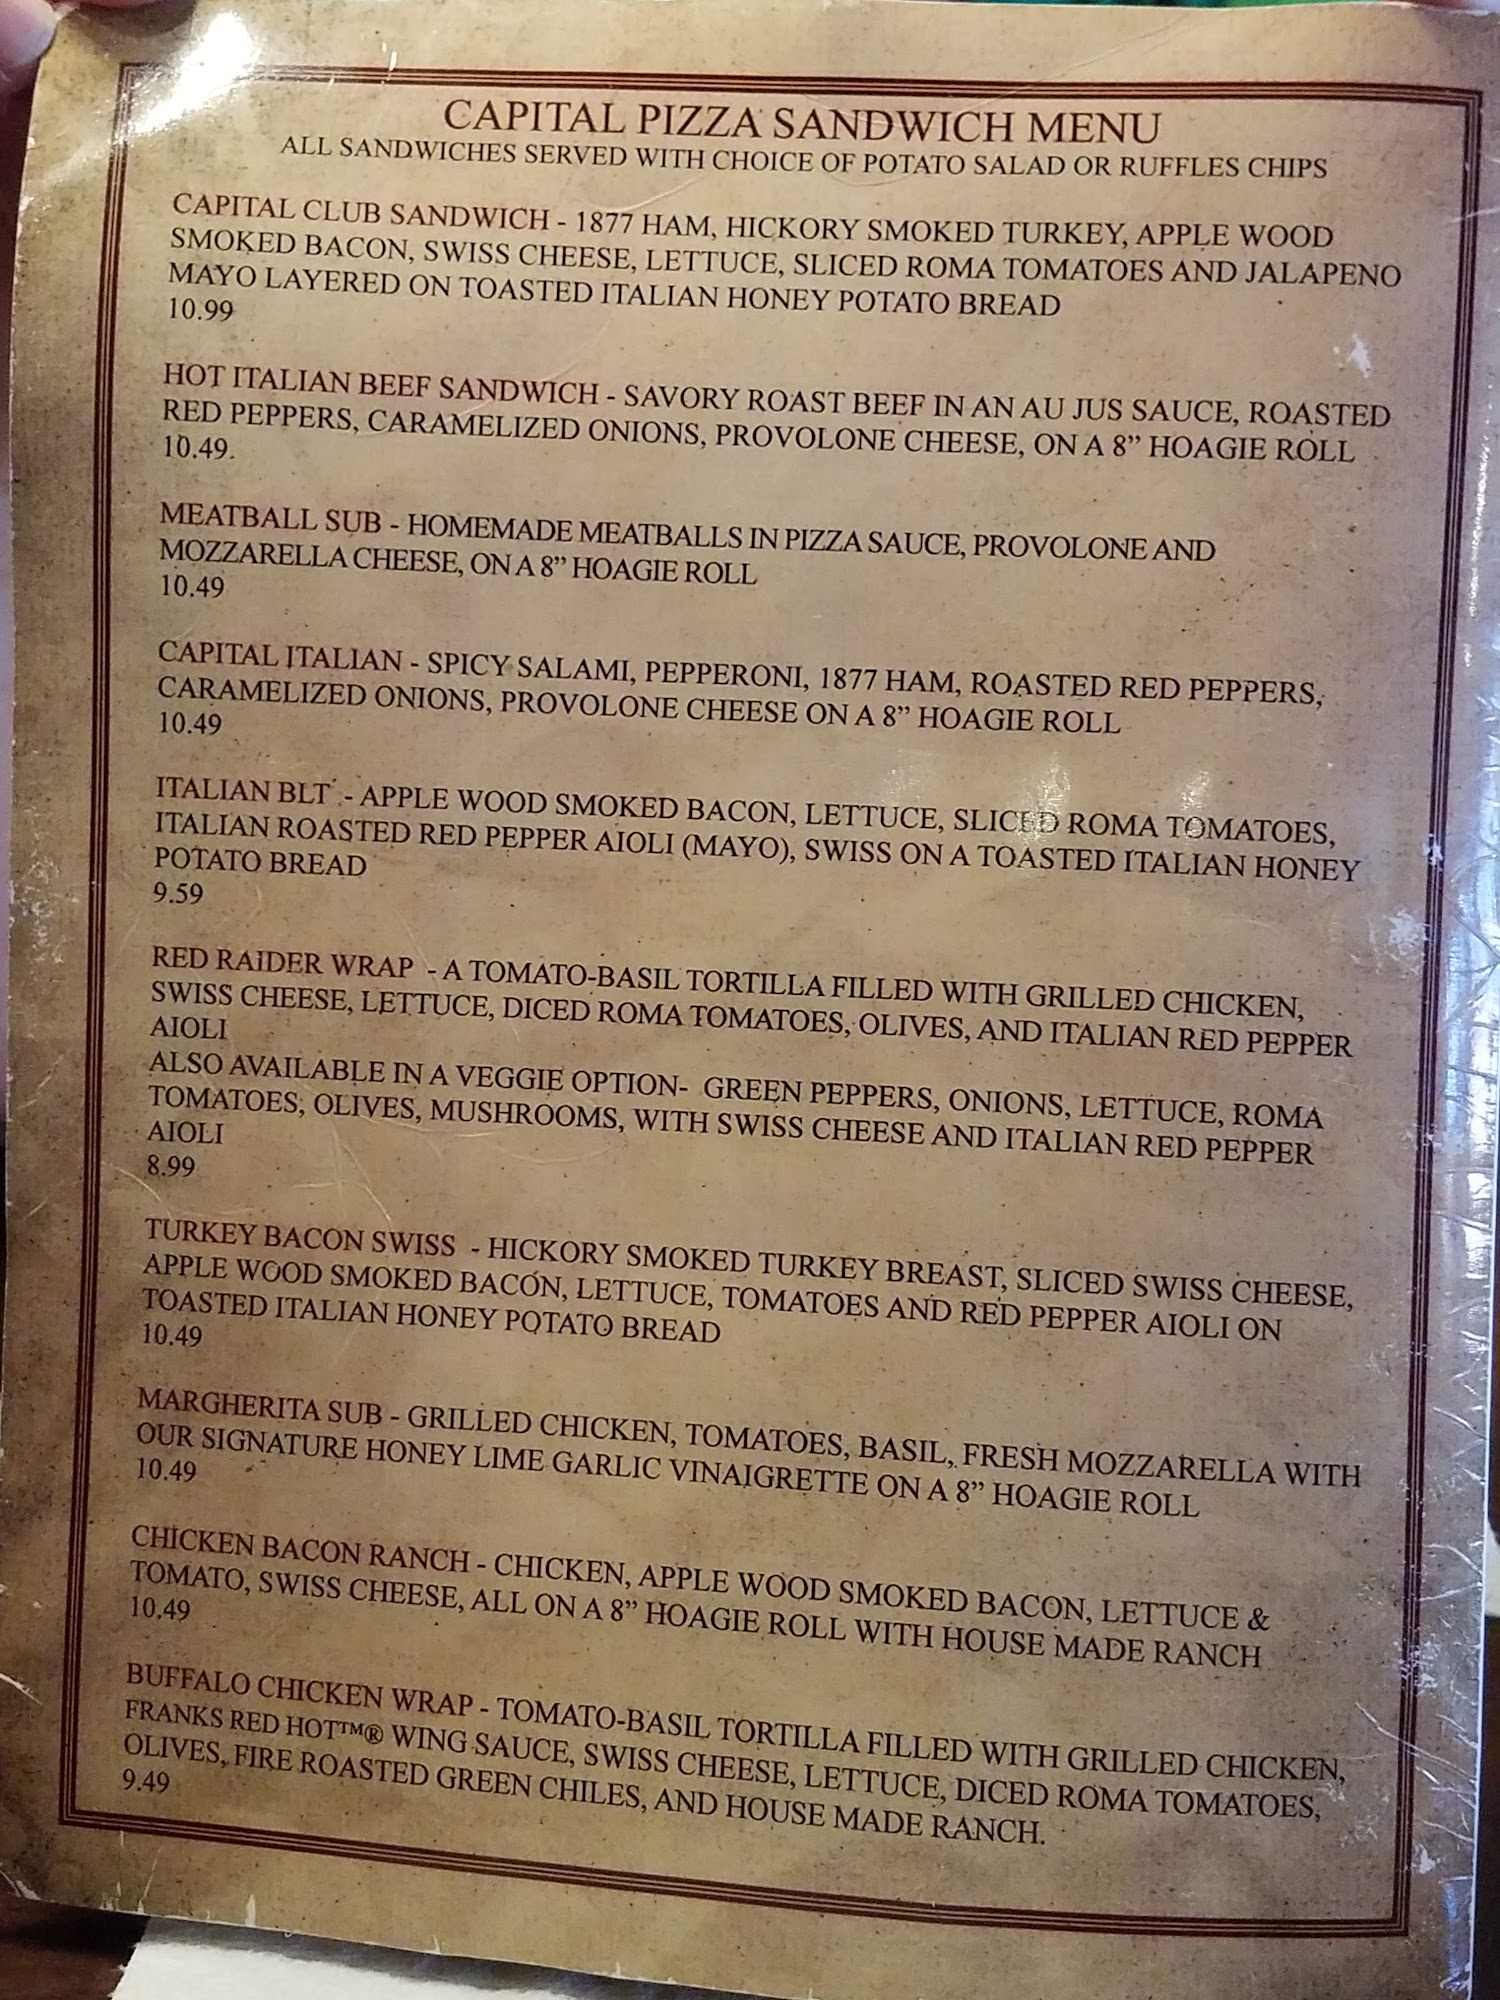 CAPITAL PIZZA SANDWICH MENU
ALL SANDWICHES SERVED WITH CHOICE OF POTATO SALAD OR RUFFLES CHIPS
CAPITAL CLUB SANDWICH - 1877 HAM, HICKORY SMOKED TURKEY, APPLE WOOD
SMOKED BACON, SWISS CHEESE, LETTUCE, SLICED ROMA TOMATOES AND JALAPENO
MAYO LAYERED ON TOASTED ITALIAN HONEY POTATO BREAD
10.99
HOT ITALIAN BEEF SANDWICH - SAVORY ROAST BEEF IN AN AU JUS SAUCE, ROASTED
RED PEPPERS, CARAMELIZED ONIONS, PROVOLONE CHEESE, ON A 8” HOAGIE ROLL
10.49.
MEATBALL SUB - HOMEMADE MEATBALLS IN PIZZA SAUCE, PROVOLONE AND
MOZZARELLA CHEESE, ON A 8” HOAGIE ROLL
10.49
CAPITAL ITALIAN - SPICY SALAMI, PEPPERONI, 1877 HAM, ROASTED RED PEPPERS,
CARAMELIZED ONIONS, PROVOLONE CHEESE ON A 8” HOAGIE ROLL
10.49
ITALIAN BLT - APPLE WOOD SMOKED BACON, LETTUCE, SLICED ROMA TOMATOES,
ITALIAN ROASTED RED PEPPER AIOLI (MAYO), SWISS ON A TOASTED ITALIAN HONEY
POTATO BREAD
9.59
RED RAIDER WRAP - A TOMATO-BASIL TORTILLA FILLED WITH GRILLED CHICKEN,
SWISS CHEESE, LETTUCE, DICED ROMA TOMATOES, OLIVES, AND ITALIAN RED PEPPER
AIOLI
ALSO AVAILABLE IN A VEGGIE OPTION- GREEN PEPPERS, ONIONS, LETTUCE, ROMA
TOMATOES, OLIVES, MUSHROOMS, WITH SWISS CHEESE AND ITALIAN RED PEPPER
AIOLI
8.99
TURKEY BACON SWISS - HICKORY SMOKED TURKEY BREAST, SLICED SWISS CHEESE,
APPLE WOOD SMOKED BACON, LETTUCE, TOMATOES AND RED PEPPER AIOLI ON
TOASTED ITALIAN HONEY POTATO BREAD
10.49
MARGHERITA SUB - GRILLED CHICKEN, TOMATOES, BASIL, FRESH MOZZARELLA WITH
OUR SIGNATURE HONEY LIME GARLIC VINAIGRETTE ON A 8” HOAGIE ROLL
10.49
CHICKEN BACON RANCH - CHICKEN, APPLE WOOD SMOKED BACON, LETTUCE &
TOMATO, SWISS CHEESE, ALL ON A 8” HOAGIE ROLL WITH HOUSE MADE RANCH
10.49
BUFFALO CHICKEN WRAP - TOMATO-BASIL TORTILLA FILLED WITH GRILLED CHICKEN,
FRANKS RED HOT™® WING SAUCE, SWISS CHEESE, LETTUCE, DICED ROMA TOMATOES,
OLIVES, FIRE ROASTED GREEN CHILES, AND HOUSE MADE RANCH.
9.49